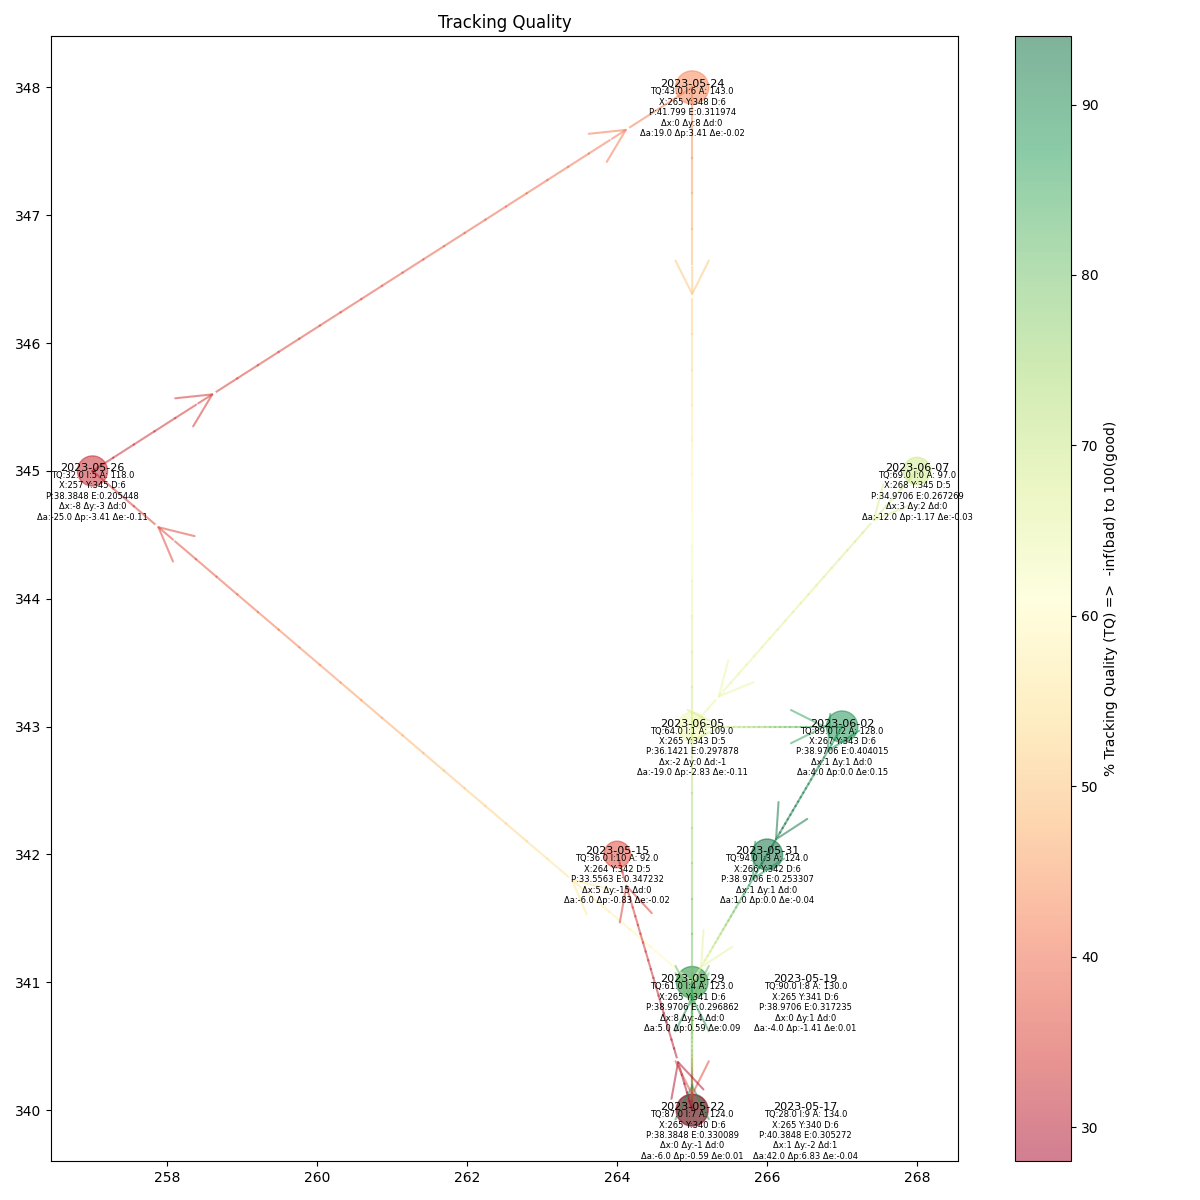 Tracking Quality
348
347
346
345
344
343
342
341
340
258
260
262
264
266
268
2023-05-24
TQ:43.0 I:6 A: 143.0
X:265 Y:348 D:6
P:41.799 E:0.311974
Δx:0 Δy:8 Δd:0
Δa:19.0 Δp:3.41 Δe:-0.02
2023-05-26
TQ:32.0 I:5 A: 118.0
X:257 Y:345 D:6
P:38.3848 E:0.205448
Δx:-8 Δy:-3 Δd:0
Δa:-25.0 Δp:-3.41 Δe:-0.11
2023-06-07
TQ:69.0 I:0 A: 97.0
X:268 Y:345 D:5
P:34.9706 E:0.267269
Δx:3 Δy:2 Δd:0
Δa:-12.0 Δp:-1.17 Δe:-0.03
2023-06-05
TQ:64.0 I:1 A: 109.0
X:265 Y:343 D:5
P:36.1421 E:0.297878
Δx:-2 Δy:0 Δd:-1
Δa:-19.0 Δp:-2.83 Δe:-0.11
2023-06-02
TQ:89.0 I:2 A: 128.0
X:267 Y:343 D:6
P:38.9706 E:0.404015
Δx:1 Δy:1 Δd:0
Δa:4.0 Δp:0.0 Δe:0.15
2023-05-15
TQ:36.0 I:10 A: 92.0
X:264 Y:342 D:5
P:33.5563 E:0.347232
Δx:5 Δy:-15 Δd:0
Δa:-6.0 Δp:-0.83 Δe:-0.02
2023-05-31
TQ:94.0 I:3 A: 124.0
X:266 Y:342 D:6
P:38.9706 E:0.253307
Δx:1 Δy:1 Δd:0
Δa:1.0 Δp:0.0 Δe:-0.04
2023-05-29
TQ:61.0 I:4 A: 123.0
X:265 Y:341 D:6
P:38.9706 E:0.296862
Δx:8 Δy:-4 Δd:0
Δa:5.0 Δp:0.59 Δe:0.09
2023-05-19
TQ:90.0 I:8 A: 130.0
X:265 Y:341 D:6
P:38.9706 E:0.317235
Δx:0 Δy:1 Δd:0
Δa:-4.0 Δp:-1.41 Δe:0.01
2023-05-22
TQ:87.0 I:7 A: 124.0
X:265 Y:340 D:6
P:38.3848 E:0.330089
Δx:0 Δy:-1 Δd:0
Δa:-6.0 Δp:-0.59 Δe:0.01
2023-05-17
TQ:28.0 I:9 A: 134.0
X:265 Y:340 D:6
P:40.3848 E:0.305272
Δx:1 Δy:-2 Δd:1
Δa:42.0 Δp:6.83 Δe:-0.04
90
80
70
60
50
40
30
% Tracking Quality (TQ) => -inf(bad) to 100(good)